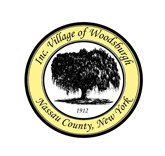 Inc. Village of Woodsburgh
1912
Nassau County, New York